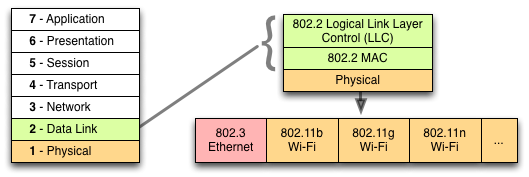 7 - Application
6 - Presentation
5 - Session
4 - Transport
3 - Network
2 - Data Link
1 - Physical
802.2 Logical Link Layer
Control (LLC)
802.2 MAC
Physical
802.3
Ethernet
802.11b
Wi-Fi
802.11g
Wi-Fi
802.11n
Wi-Fi
...